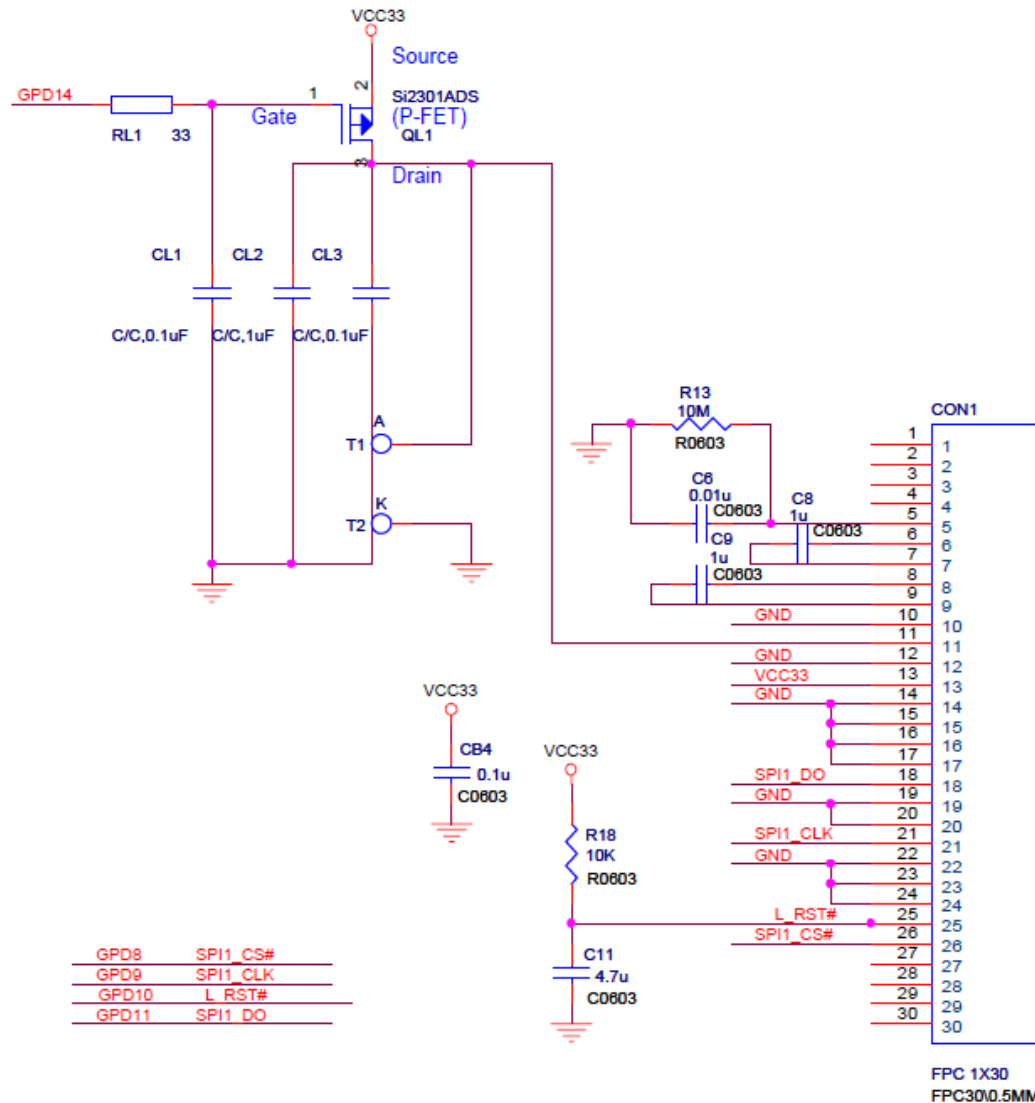 VCC33
Source
2
Si2301ADS
(P-FET)
QL1
GPD14
1
Gate
RL1 33
3
Drain
CL1 CL2 CL3
C/C,0.1uF C/C,1uF C/C,0.1uF
A
T1
K
T2
R13
10M
R0603
C6
0.01u
C0603
C8
1u
C0603
C9
1u
C0603
CON1
1 1
2 2
3 3
4 4
5 5
6 6
7 7
8 8
9 9
GND 10 10
11 11
GND 12 12
VCC33 13 13
GND 14 14
15 15
16 16
17 17
SPI1_DO 18 18
GND 19 19
20 20
SPI1_CLK 21 21
GND 22 22
23 23
24 24
L_RST# 25 25
SPI1_CS# 26 26
27 27
28 28
29 29
30 30
FPC 1X30
FPC30\0.5MM
VCC33
CB4
0.1u
C0603
VCC33
R18
10K
R0603
C11
4.7u
C0603
GPD8 SPI1_CS#
GPD9 SPI1_CLK
GPD10 L_RST#
GPD11 SPI1_DO